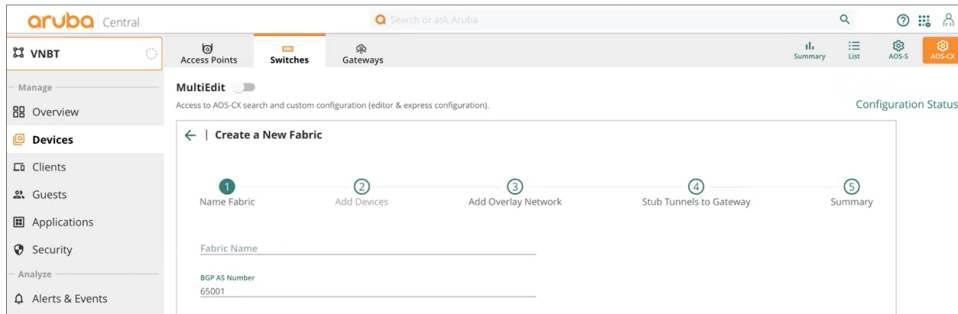 aruba Central
Search or ask Aruba
VNBT
Access Points
Switches
Gateways
Summary
List
AOS-S
AOS-CX
Manage
Overview
Devices
Clients
Guests
Applications
Security
Analyze
Alerts & Events
MultiEdit
Access to AOS-CX search and custom configuration (editor & express configuration).
Configuration Status
Create a New Fabric
1
2
3
4
5
Name Fabric
Add Devices
Add Overlay Network
Stub Tunnels to Gateway
Summary
Fabric Name
BGP AS Number
65001